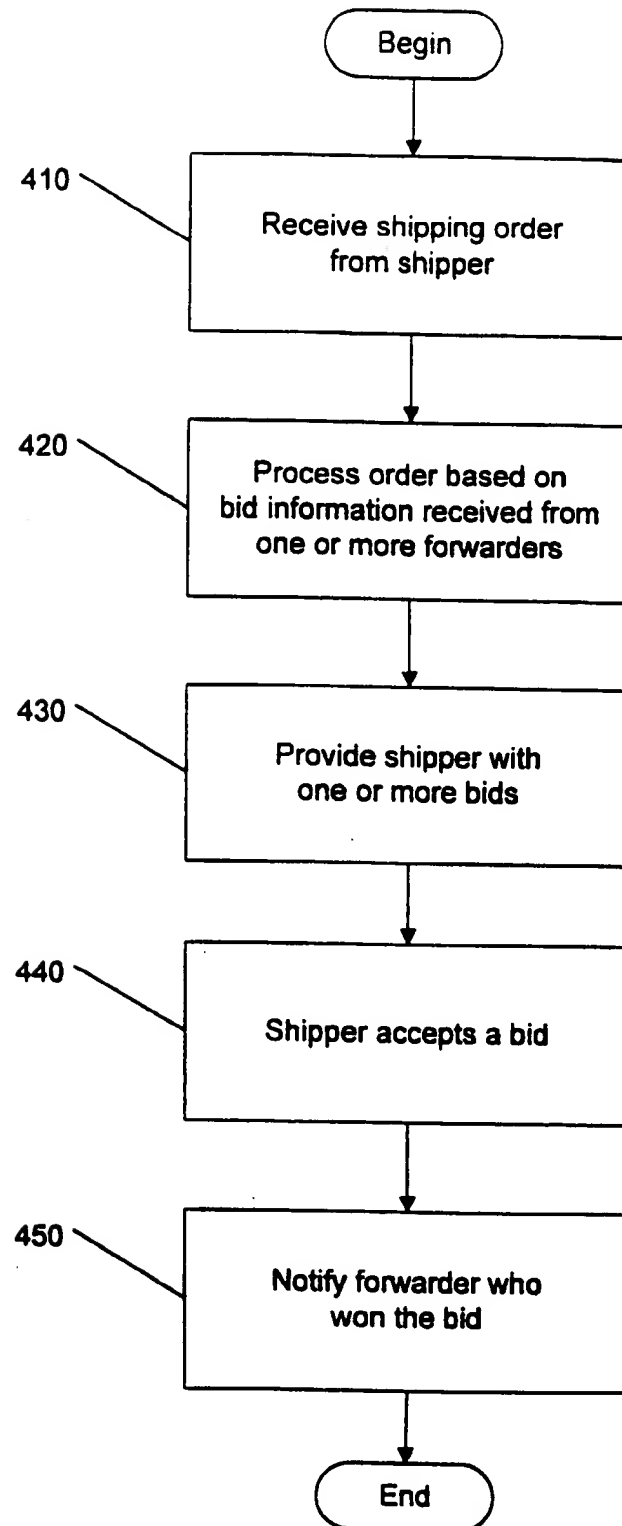 Begin
410
Receive shipping order
from shipper
420
Process order based on
bid information received from
one or more forwarders
430
Provide shipper with
one or more bids
440
Shipper accepts a bid
450
Notify forwarder who
won the bid
End